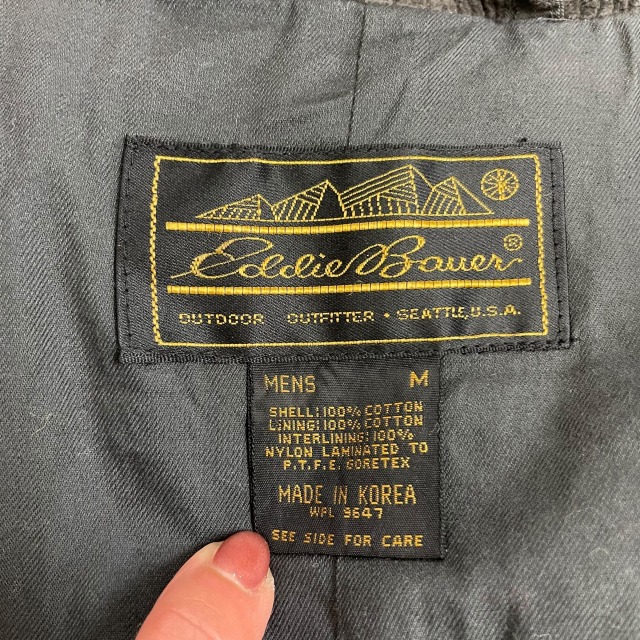 Eddie Bauer®
OUTDOOR OUTFITTER • SEATTLE, U.S.A.
MENS M
SHELL: 100% COTTON
LINING: 100% COTTON
INTERLINING: 100%
NYLON LAMINATED TO
P.T.F.E. GORETEX
MADE IN KOREA
WPL 9647
SEE SIDE FOR CARE